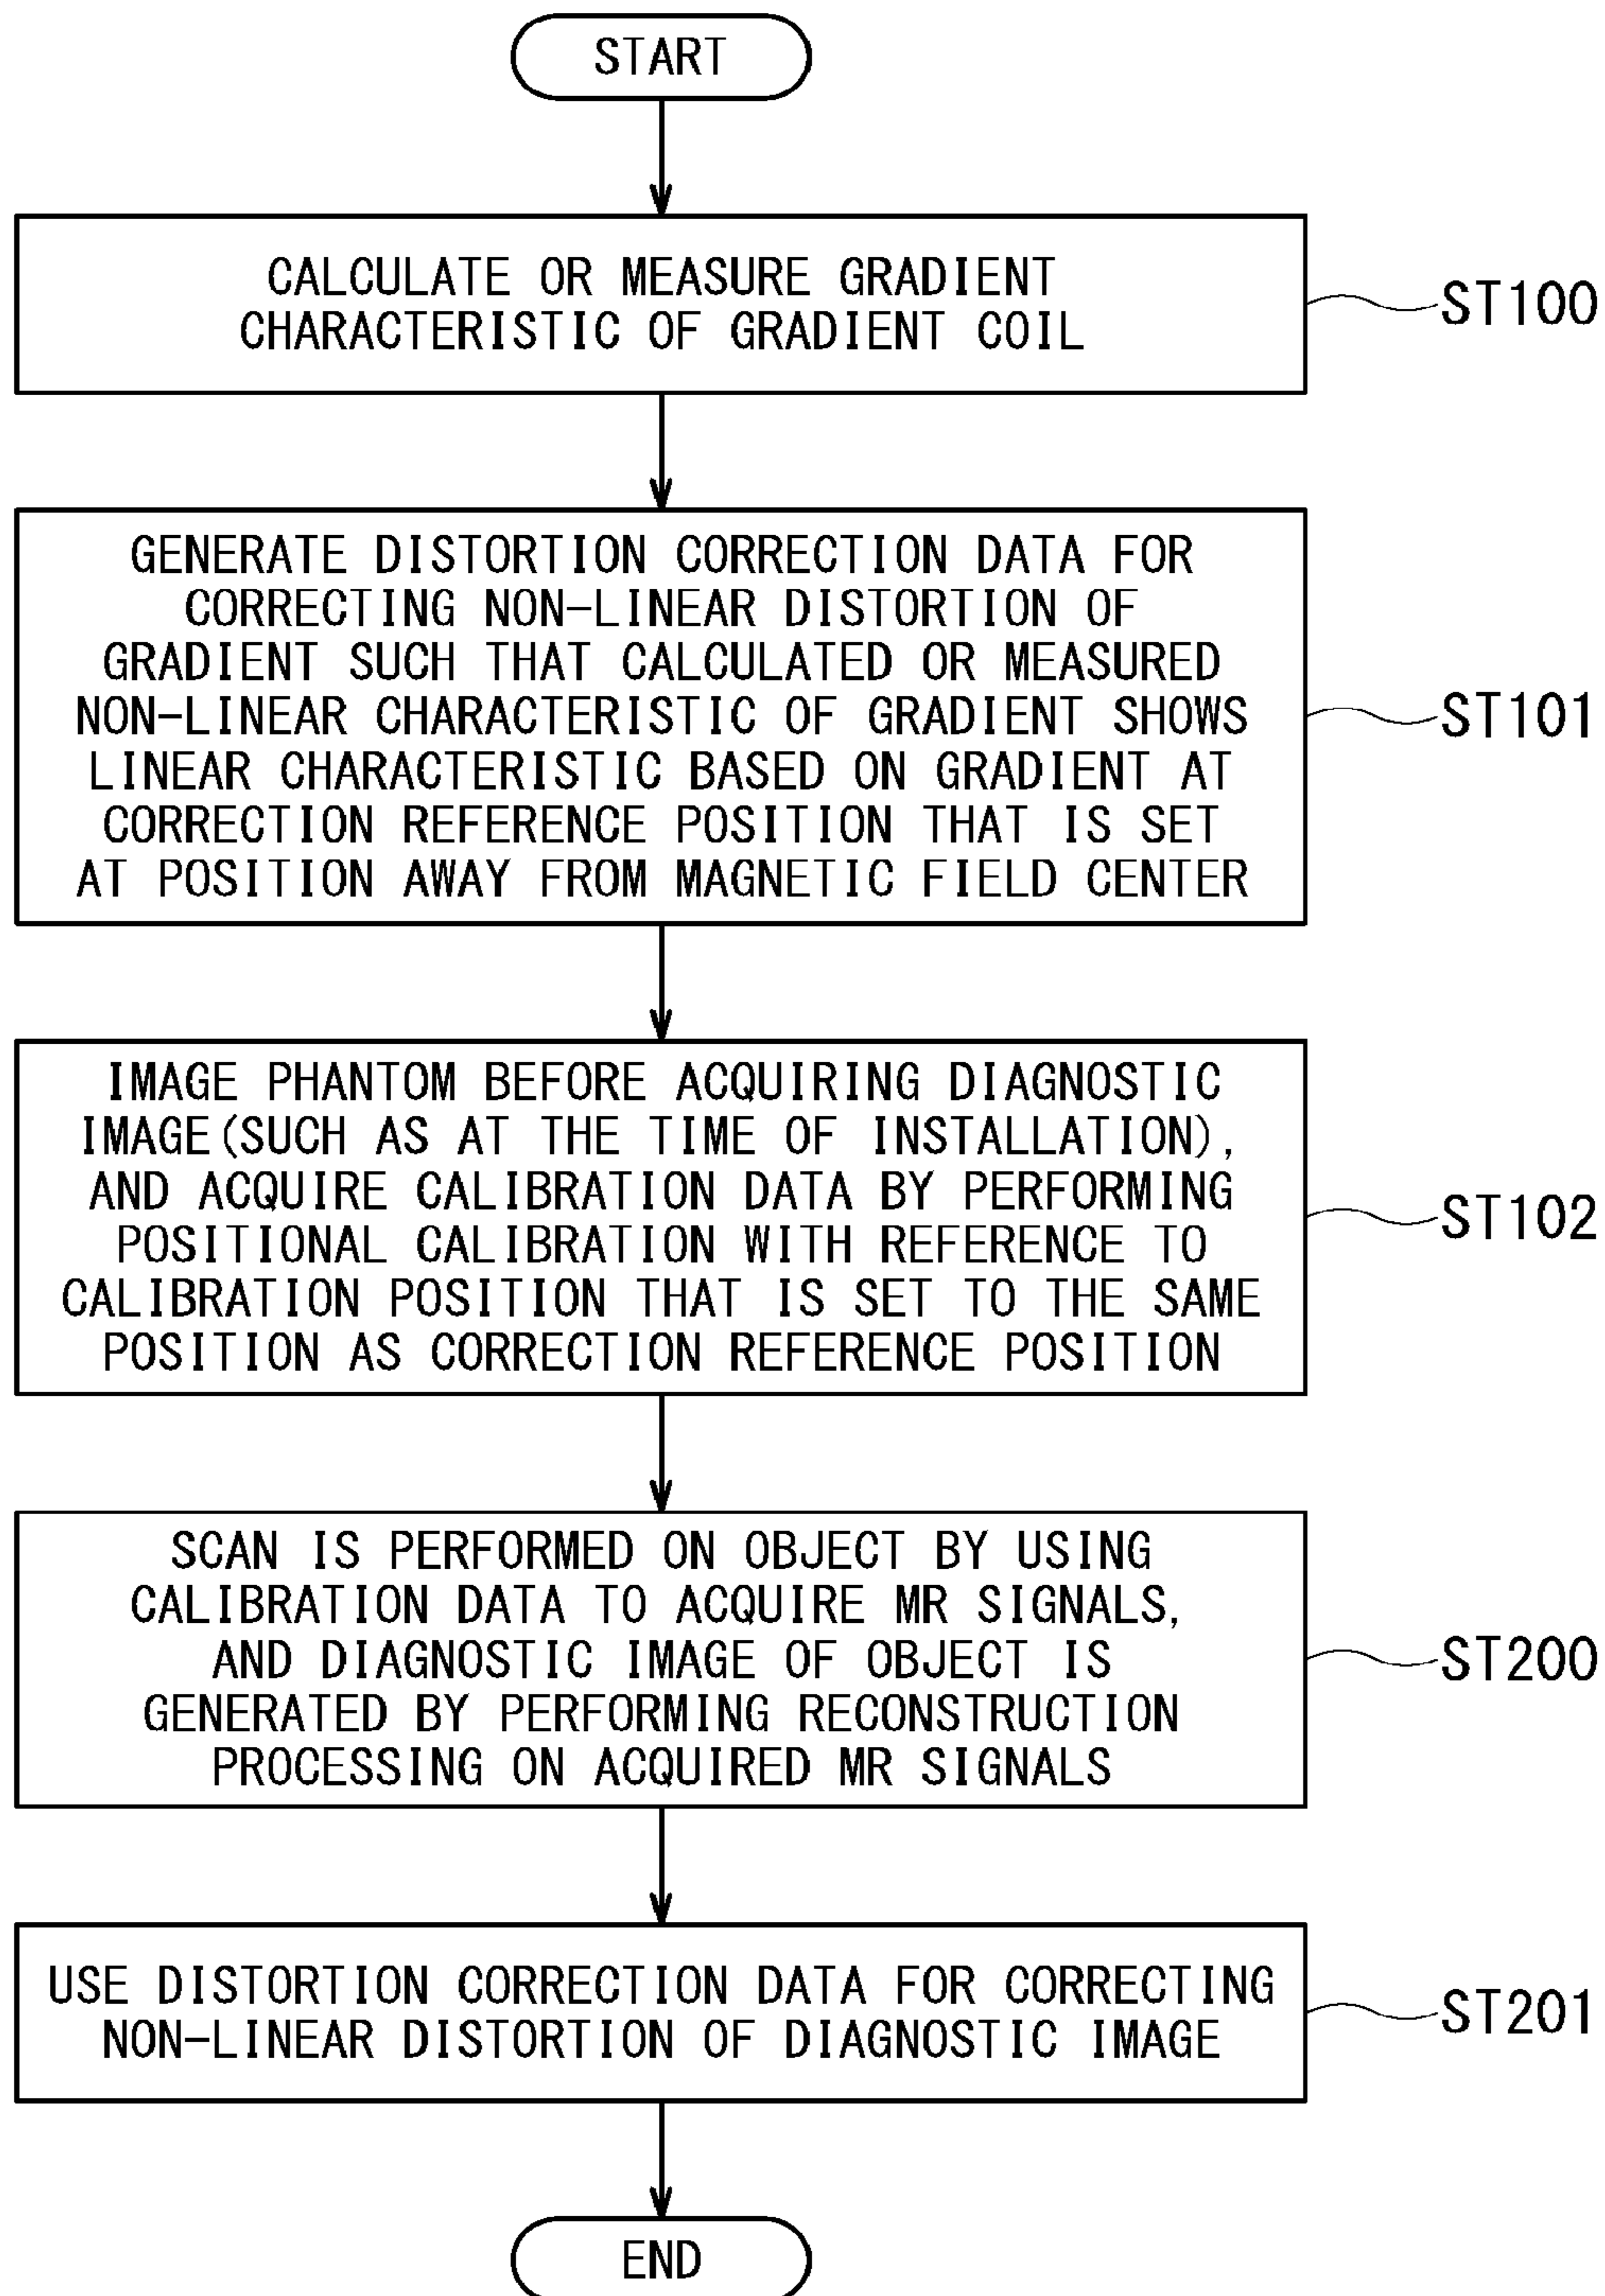 START
CALCULATE OR MEASURE GRADIENT
CHARACTERISTIC OF GRADIENT COIL
ST100
GENERATE DISTORTION CORRECTION DATA FOR
CORRECTING NON-LINEAR DISTORTION OF
GRADIENT SUCH THAT CALCULATED OR MEASURED
NON-LINEAR CHARACTERISTIC OF GRADIENT SHOWS
LINEAR CHARACTERISTIC BASED ON GRADIENT AT
CORRECTION REFERENCE POSITION THAT IS SET
AT POSITION AWAY FROM MAGNETIC FIELD CENTER
ST101
IMAGE PHANTOM BEFORE ACQUIRING DIAGNOSTIC
IMAGE(SUCH AS AT THE TIME OF INSTALLATION),
AND ACQUIRE CALIBRATION DATA BY PERFORMING
POSITIONAL CALIBRATION WITH REFERENCE TO
CALIBRATION POSITION THAT IS SET TO THE SAME
POSITION AS CORRECTION REFERENCE POSITION
ST102
SCAN IS PERFORMED ON OBJECT BY USING
CALIBRATION DATA TO ACQUIRE MR SIGNALS,
AND DIAGNOSTIC IMAGE OF OBJECT IS
GENERATED BY PERFORMING RECONSTRUCTION
PROCESSING ON ACQUIRED MR SIGNALS
ST200
USE DISTORTION CORRECTION DATA FOR CORRECTING
NON-LINEAR DISTORTION OF DIAGNOSTIC IMAGE
ST201
END